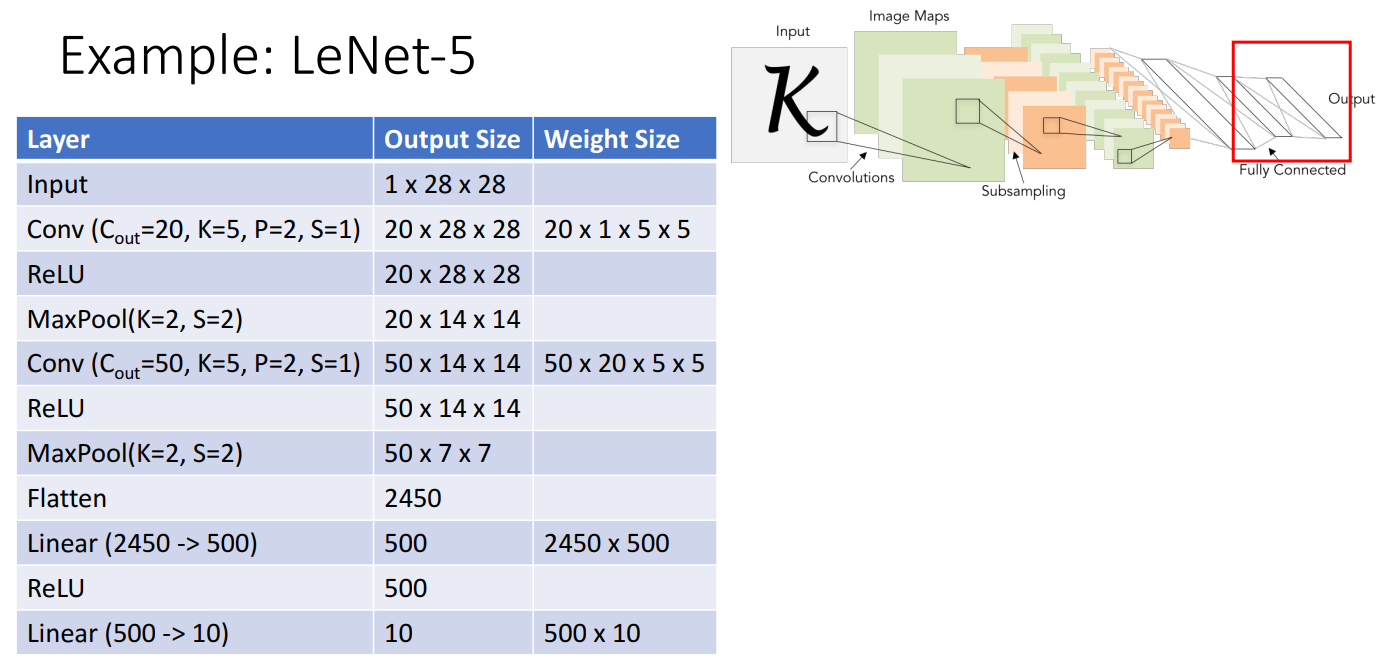 Example: LeNet-5
Layer Output Size Weight Size
Input 1 x 28 x 28
Conv (Cout=20, K=5, P=2, S=1) 20 x 28 x 28 20 x 1 x 5 x 5
ReLU 20 x 28 x 28
MaxPool(K=2, S=2) 20 x 14 x 14
Conv (Cout=50, K=5, P=2, S=1) 50 x 14 x 14 50 x 20 x 5 x 5
ReLU 50 x 14 x 14
MaxPool(K=2, S=2) 50 x 7 x 7
Flatten 2450
Linear (2450 -> 500) 500 2450 x 500
ReLU 500
Linear (500 -> 10) 10 500 x 10
Image Maps
Input
K
Output
Convolutions
Subsampling
Fully Connected